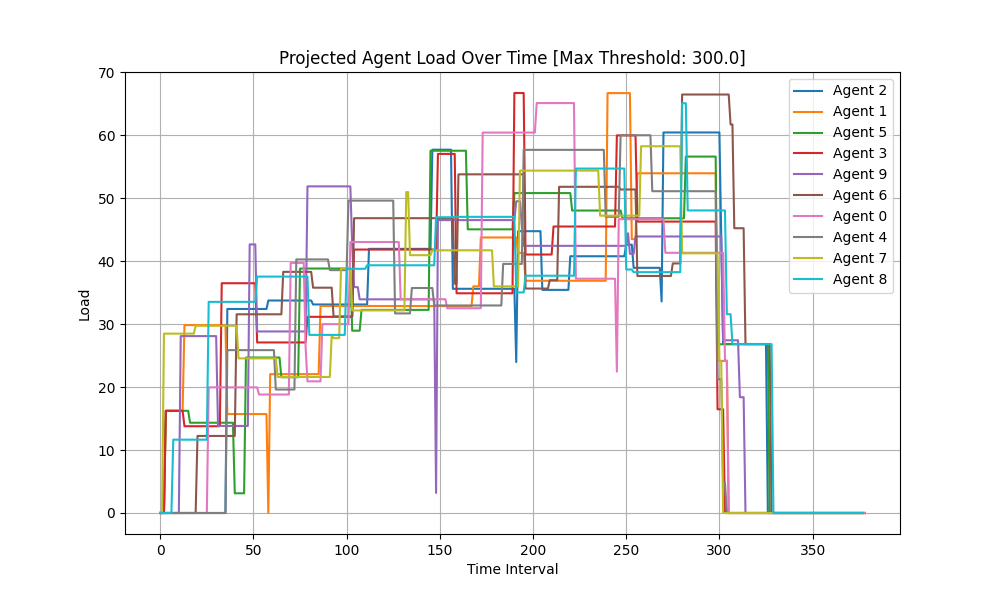 Projected Agent Load Over Time [Max Threshold: 300.0]
Load
70
60
50
40
30
20
10
0
0 50 100 150 200 250 300 350
Time Interval
Agent 2
Agent 1
Agent 5
Agent 3
Agent 9
Agent 6
Agent 0
Agent 4
Agent 7
Agent 8